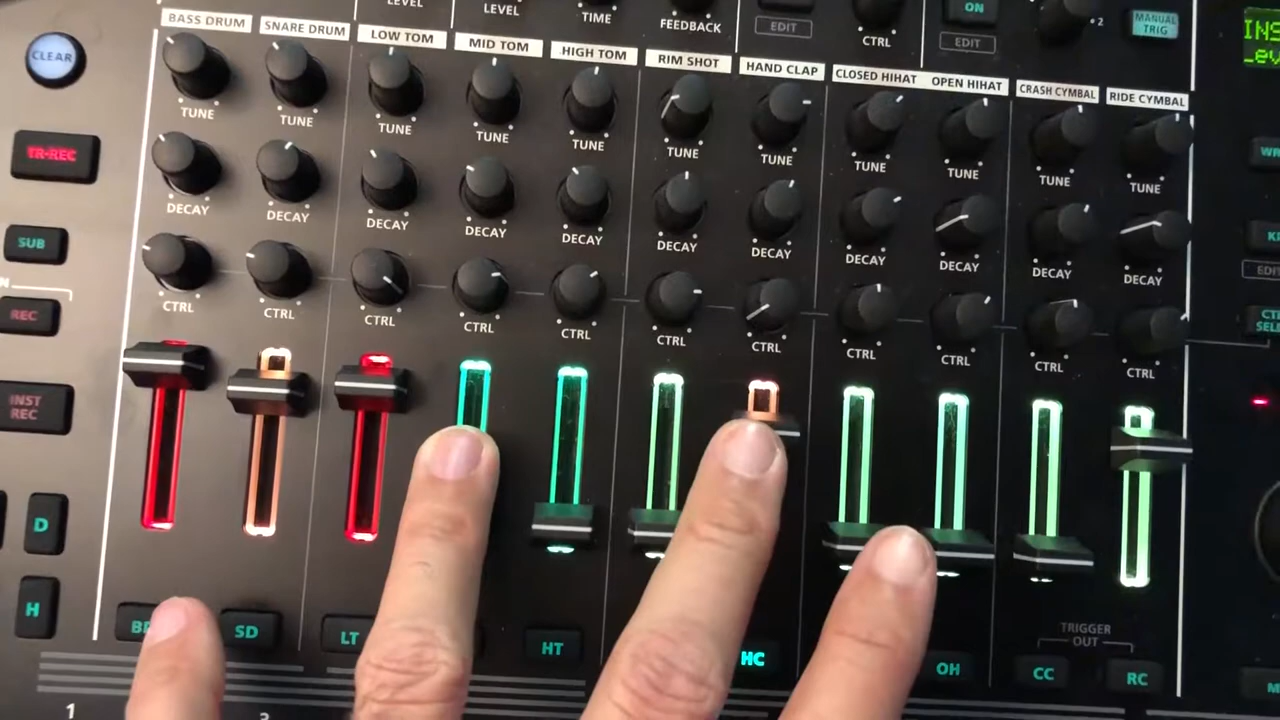 LEVEL
LEVEL
TIME
FEEDBACK
EDIT
CTRL
ON
EDIT
2
MANUAL
TRIG
INS
CLEAR
BASS DRUM
SNARE DRUM
LOW TOM
MID TOM
HIGH TOM
RIM SHOT
HAND CLAP
CLOSED HIHAT
OPEN HIHAT
CRASH CYMBAL
RIDE CYMBAL
TUNE
TUNE
TUNE
TUNE
TUNE
TUNE
TUNE
TUNE
TUNE
TUNE
TUNE
TR-REC
DECAY
DECAY
DECAY
DECAY
DECAY
DECAY
DECAY
DECAY
DECAY
DECAY
DECAY
SUB
CTRL
CTRL
CTRL
CTRL
CTRL
CTRL
CTRL
CTRL
CTRL
CTRL
CTRL
N
REC
INST
REC
D
H
SD
LT
HT
HC
OH
TRIGGER
OUT
CC
RC
1